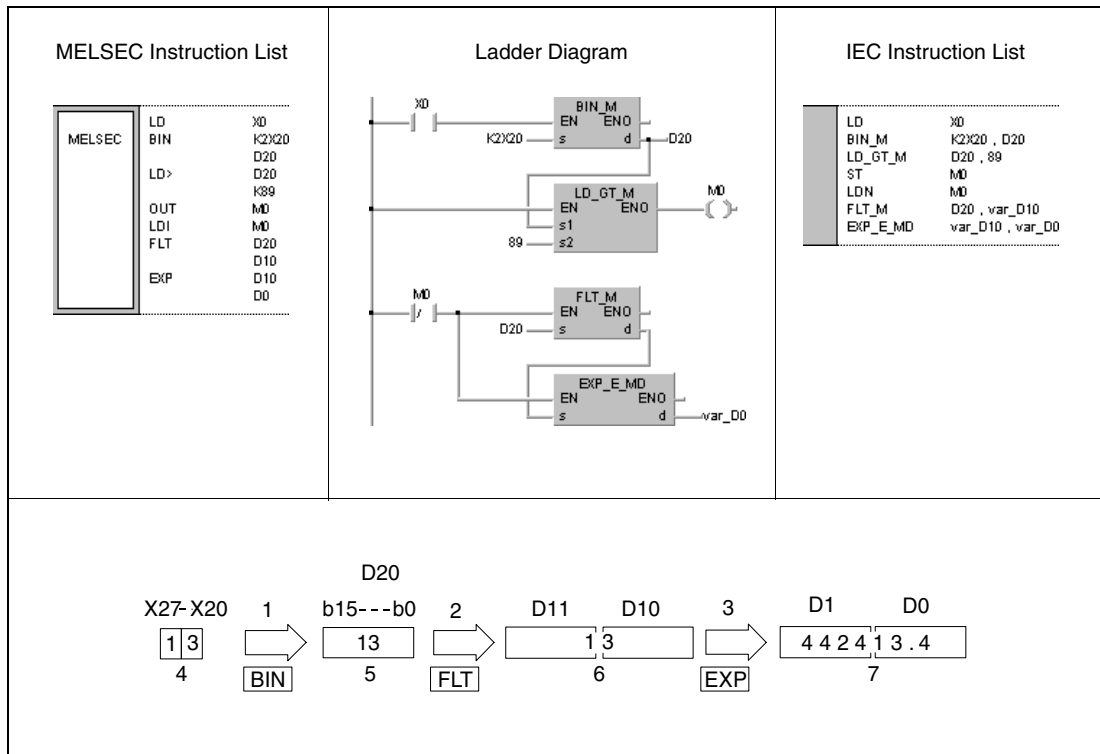 MELSEC Instruction List
MELSEC
LD X0
BIN K2X20
D20
LD> D20
K89
OUT M0
LDI M0
FLT D20
D10
EXP D10
D0
Ladder Diagram
X0
BIN_M
EN ENO
K2X20 s d D20
LD_GT_M
M0
EN ENO
s1
89 s2
M0
FLT_M
EN ENO
D20 s d
EXP_E_MD
EN ENO
s d var_D0
IEC Instruction List
LD X0
BIN_M K2X20 , D20
LD_GT_M D20 , 89
ST M0
LDN M0
FLT_M D20 , var_D10
EXP_E_MD var_D10 , var_D0
D20
X27-X20 1 b15---b0 2 D11 D10 3 D1 D0
1 3 13 1 3 4 4 2 4 1 3 . 4
4 BIN 5 FLT 6 EXP 7